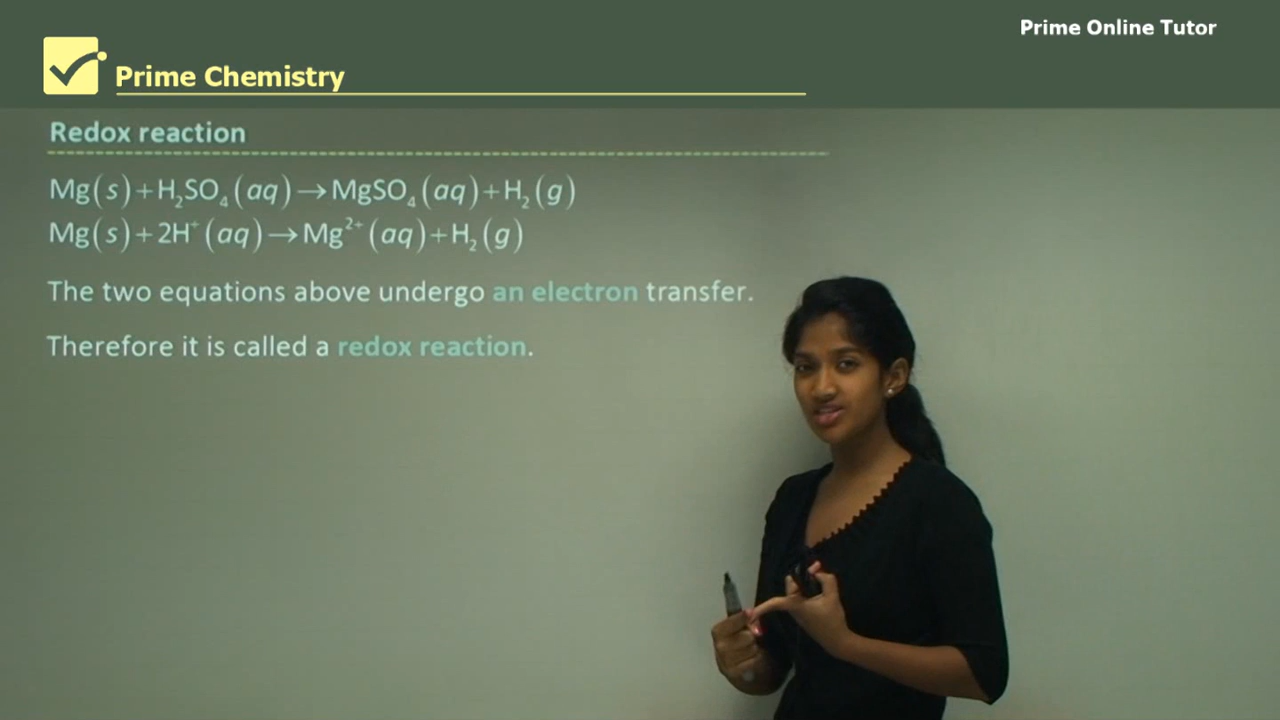 Prime Online Tutor
Prime Chemistry
Redox reaction
Mg(s)+H₂SO₄(aq)→MgSO₄(aq)+H₂(g)
Mg(s)+2H⁺(aq)→Mg²⁺(aq)+H₂(g)
The two equations above undergo an electron transfer.
Therefore it is called a redox reaction.